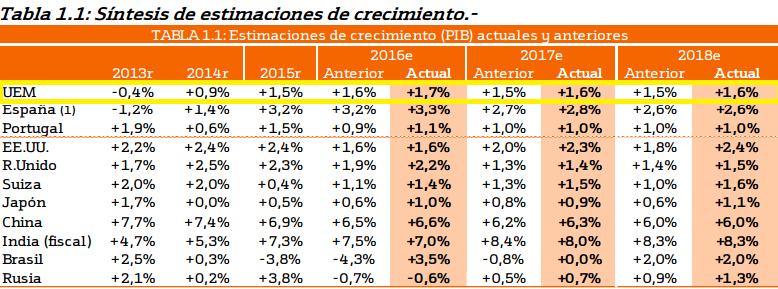 Tabla 1.1: Síntesis de estimaciones de crecimiento.-
TABLA 1.1: Estimaciones de crecimiento (PIB) actuales y anteriores
2016e 2017e 2018e
2013r 2014r 2015r Anterior Actual Anterior Actual Anterior Actual
UEM -0,4% +0,9% +1,5% +1,6% +1,7% +1,5% +1,6% +1,5% +1,6%
España (1) -1,2% +1,4% +3,2% +3,2% +3,3% +2,7% +2,8% +2,6% +2,6%
Portugal +1,9% +0,6% +1,5% +0,9% +1,1% +1,0% +1,0% +1,0% +1,0%
EE.UU. +2,2% +2,4% +2,4% +1,6% +1,6% +2,0% +2,3% +1,8% +2,4%
R.Unido +1,7% +2,5% +2,3% +1,9% +2,2% +1,3% +1,4% +1,4% +1,5%
Suiza +2,0% +2,0% +0,4% +1,1% +1,4% +1,3% +1,5% +1,0% +1,6%
Japón +1,7% +0,0% +0,5% +0,6% +1,0% +0,8% +0,9% +0,6% +1,1%
China +7,7% +7,4% +6,9% +6,5% +6,6% +6,2% +6,3% +6,0% +6,0%
India (fiscal) +4,7% +5,3% +7,3% +7,5% +7,0% +8,4% +8,0% +8,3% +8,3%
Brasil +2,5% +0,3% -3,8% -4,3% +3,5% -0,8% +0,0% +2,0% +2,0%
Rusia +2,1% +0,2% +3,8% -0,7% -0,6% +0,5% +0,7% +0,9% +1,3%